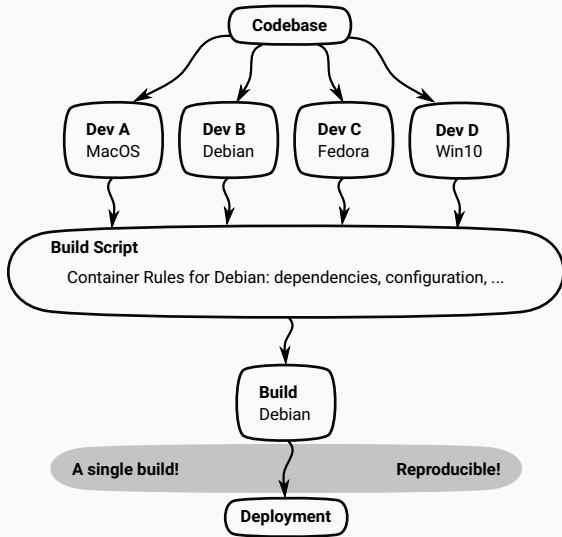 Codebase
Dev A
MacOS
Dev B
Debian
Dev C
Fedora
Dev D
Win10
Build Script
Container Rules for Debian: dependencies, configuration, ...
Build
Debian
A single build!
Reproducible!
Deployment